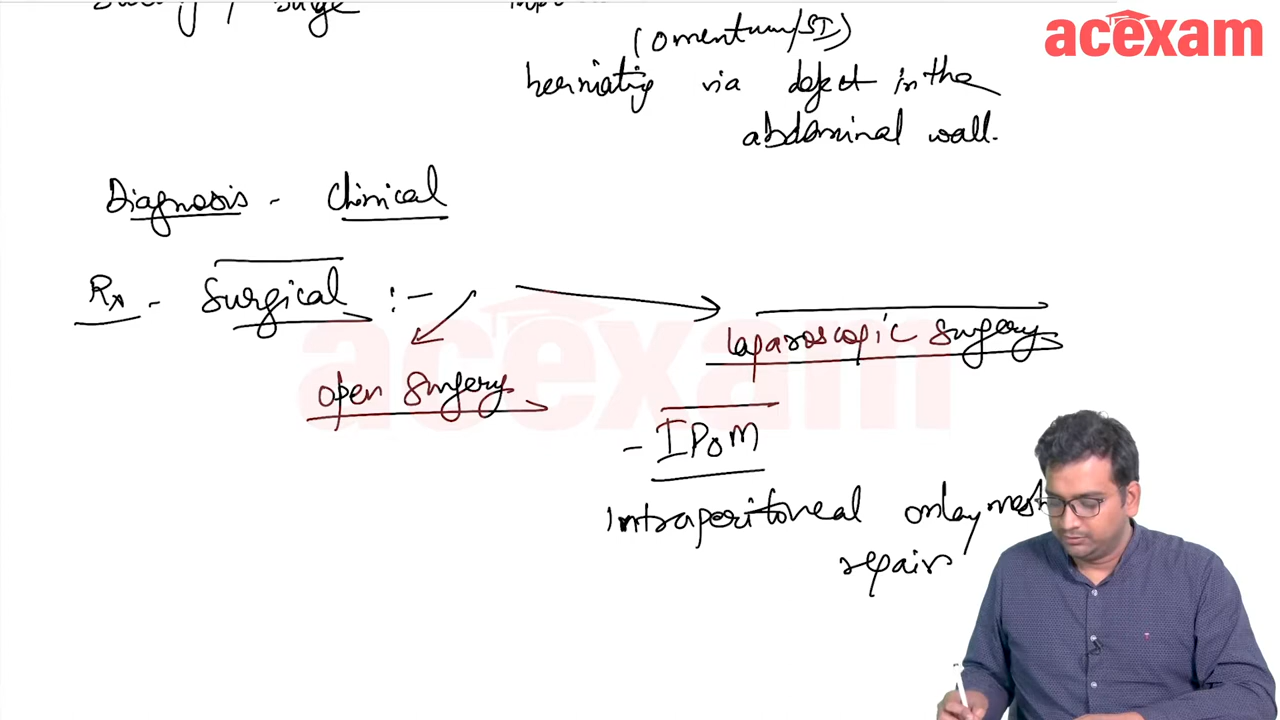 acexam
(omentum/SI)
herniating via defect in the
abdominal wall.
Diagnosis - Clinical
Rx - Surgical :-
laparoscopic surgery
open surgery
acexam
- IPOM
intraperitoneal onlay mesh
repair